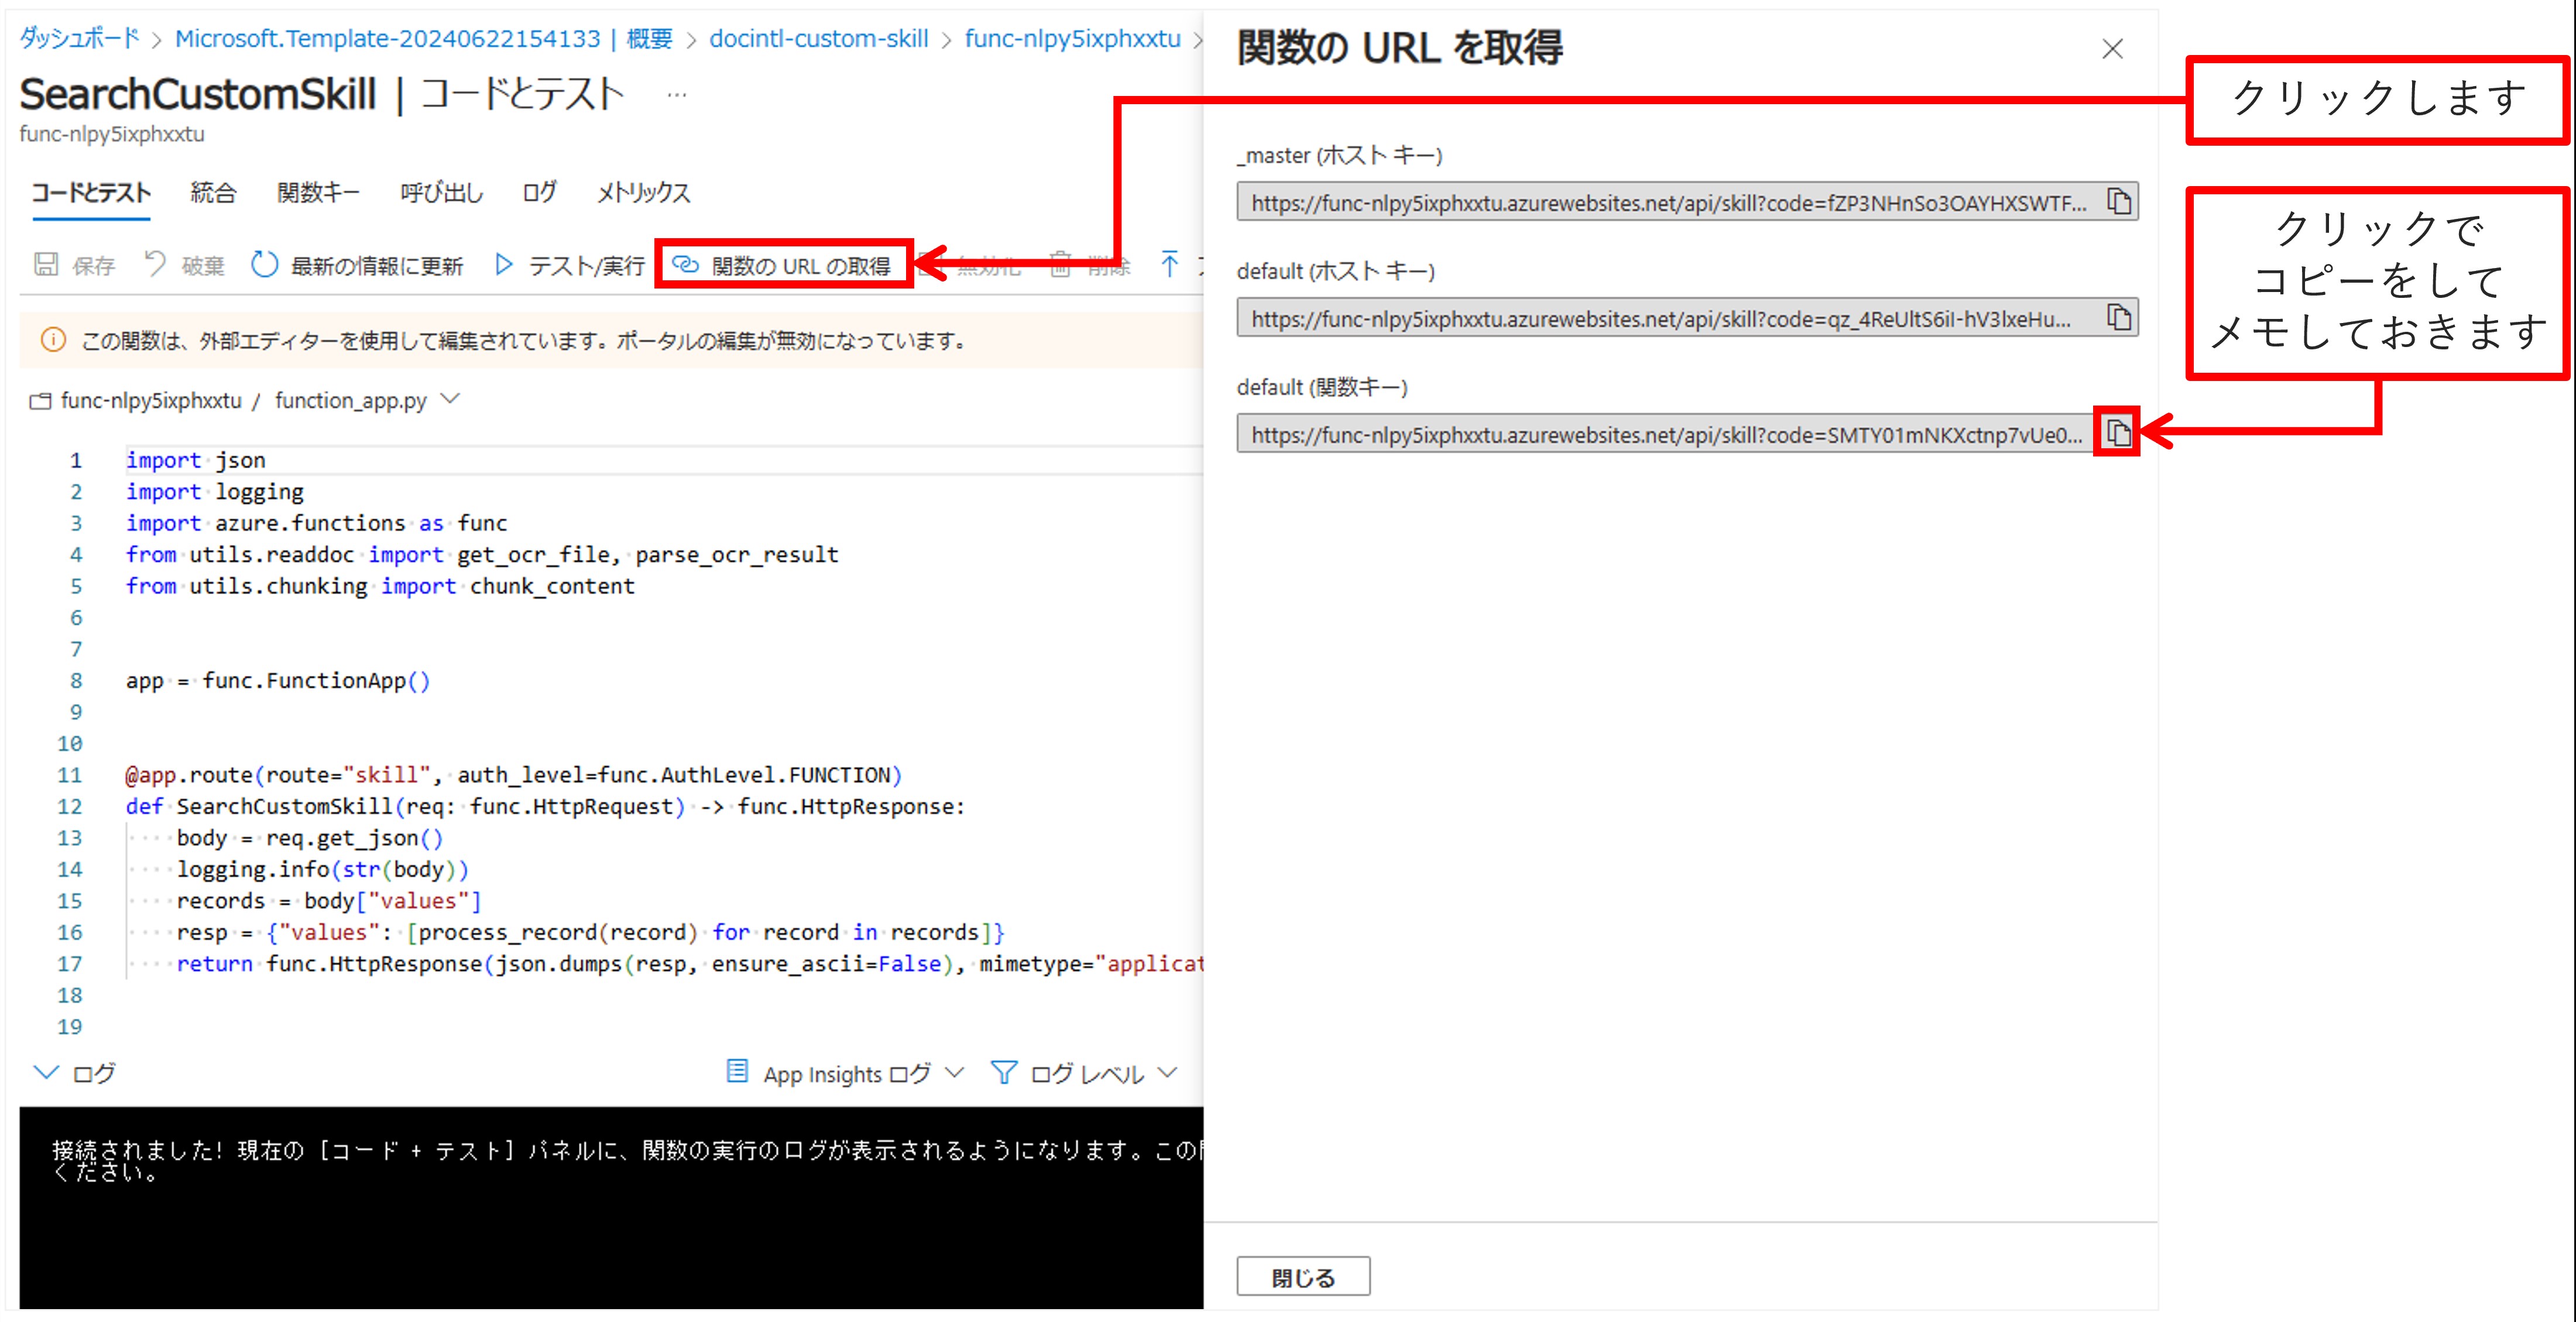 ダッシュボード > Microsoft.Template-20240622154133 | 概要 > docintl-custom-skill > func-nlpy5ixphxxtu >
SearchCustomSkill | コードとテスト ...
func-nlpy5ixphxxtu
コードとテスト 統合 関数キー 呼び出し ログ メトリックス
保存 破棄 最新の情報に更新 テスト/実行 関数の URL の取得 無効化 削除
この関数は、外部エディターを使用して編集されています。ポータルの編集が無効になっています。
func-nlpy5ixphxxtu / function_app.py
1 import json
2 import logging
3 import azure.functions as func
4 from utils.readdoc import get_ocr_file, parse_ocr_result
5 from utils.chunking import chunk_content
6
7
8 app = func.FunctionApp()
9
10
11 @app.route(route="skill", auth_level=func.AuthLevel.FUNCTION)
12 def SearchCustomSkill(req: func.HttpRequest) -> func.HttpResponse:
13 body = req.get_json()
14 logging.info(str(body))
15 records = body["values"]
16 resp = {"values": [process_record(record) for record in records]}
17 return func.HttpResponse(json.dumps(resp, ensure_ascii=False), mimetype="applicat
18
19
ログ App Insights ログ ログ レベル
接続されました! 現在の [コード + テスト] パネルに、関数の実行のログが表示されるようになります。この
ください。
関数の URL を取得
_master (ホスト キー)
https://func-nlpy5ixphxxtu.azurewebsites.net/api/skill?code=fZP3NHnSo3OAYHXSWTF...
default (ホスト キー)
https://func-nlpy5ixphxxtu.azurewebsites.net/api/skill?code=qz_4ReUltS6iI-hV3lxeHu...
default (関数キー)
https://func-nlpy5ixphxxtu.azurewebsites.net/api/skill?code=SMTY01mNKXctnp7vUe0...
閉じる
クリックします
クリックで
コピーをして
メモしておきます